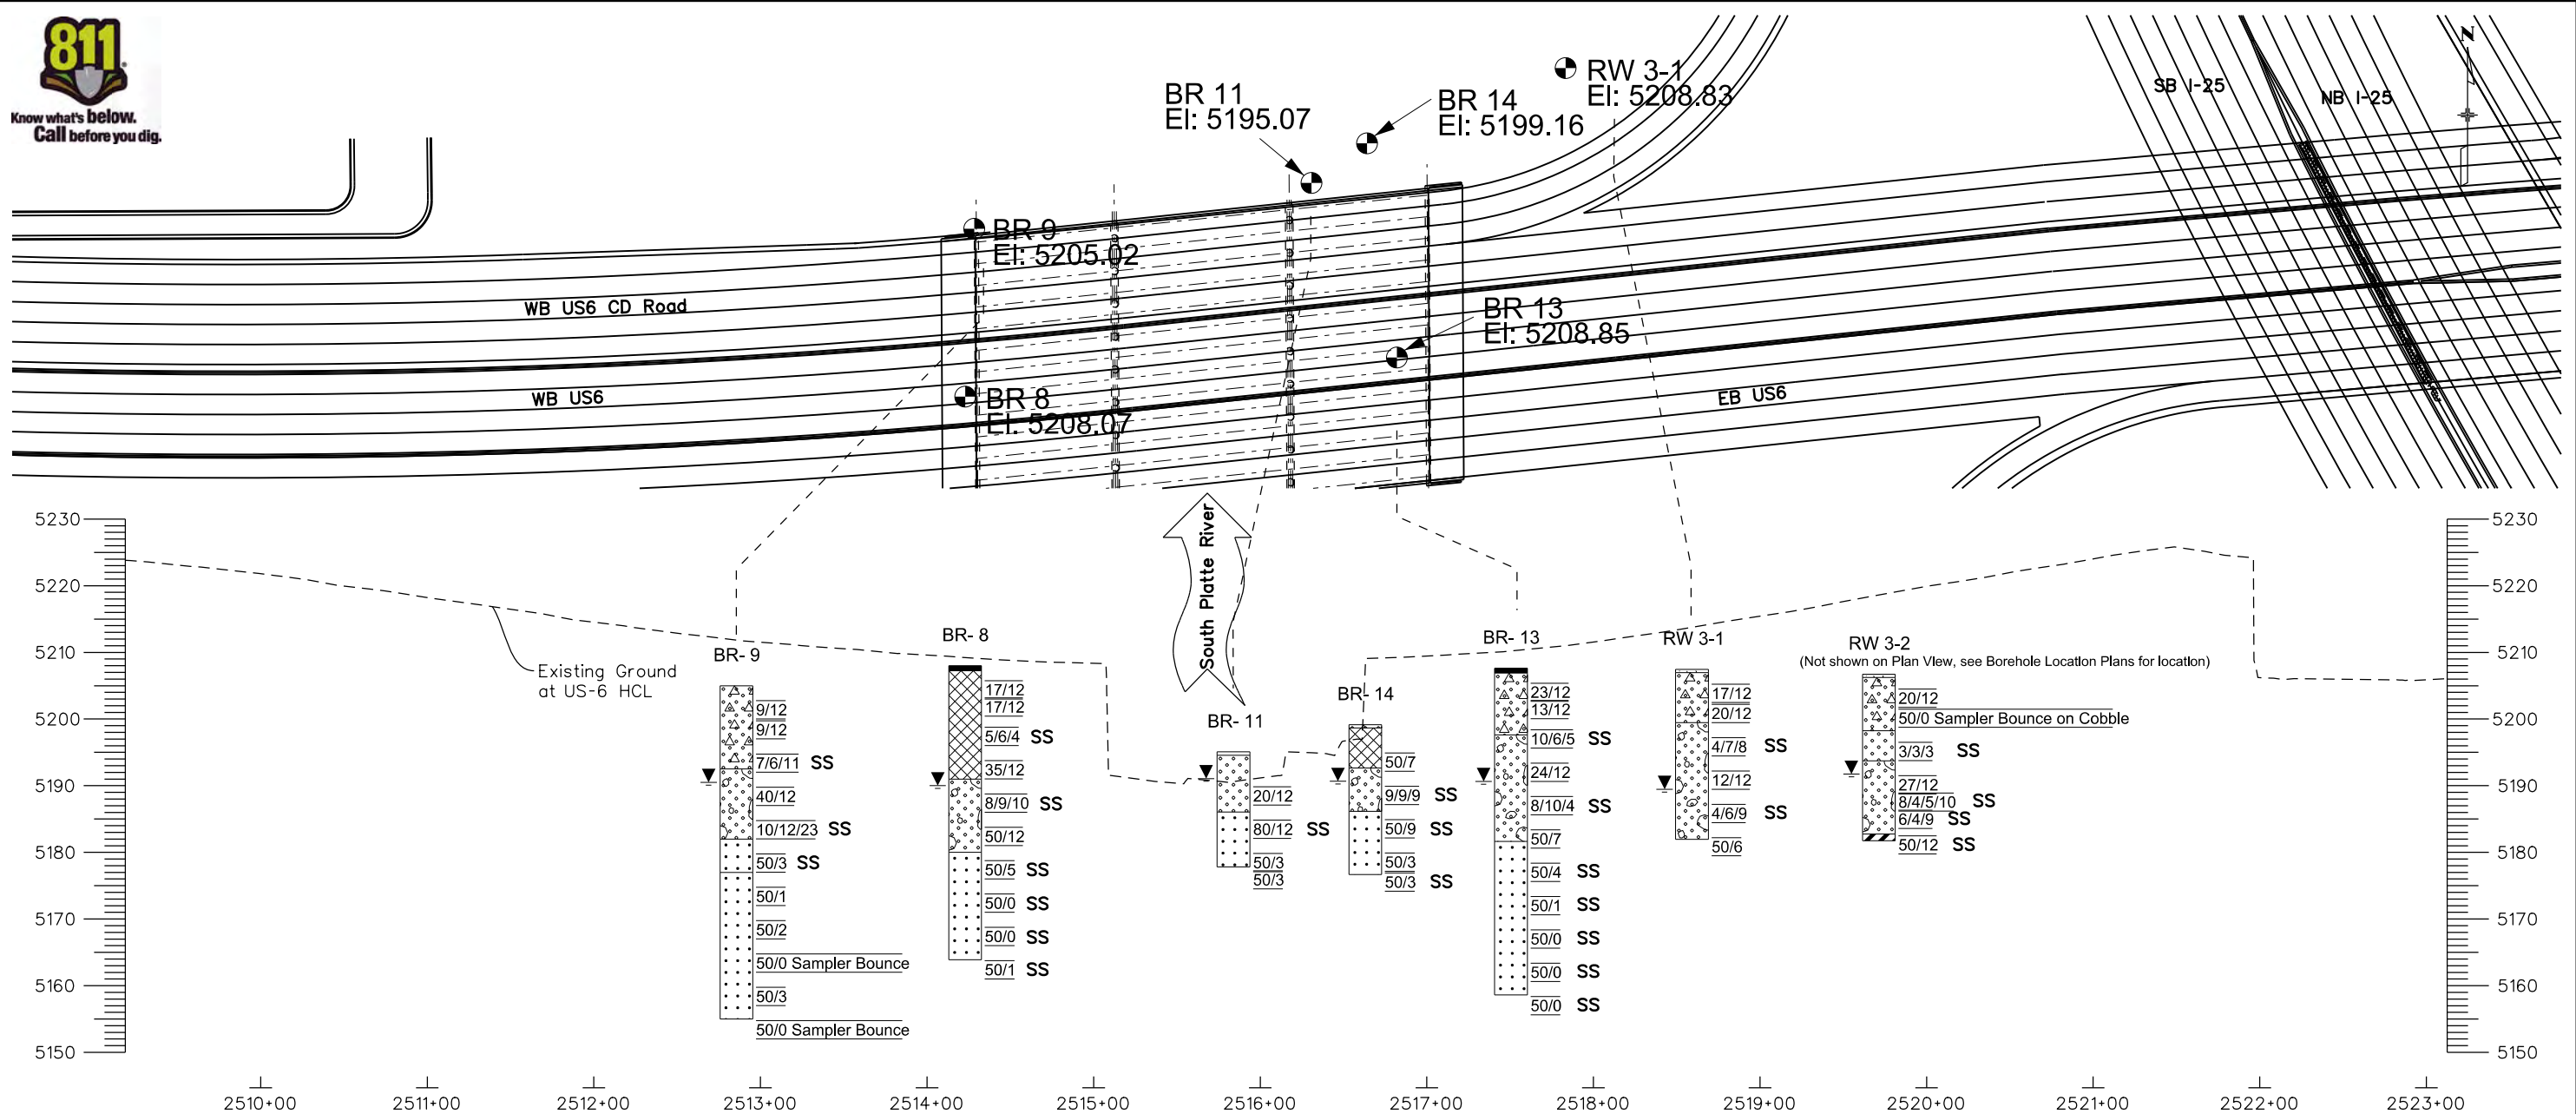 811
Know what's below.
Call before you dig.
N
BR 11
El: 5195.07
BR 14
El: 5199.16
RW 3-1
El: 5208.83
SB I-25
NB I-25
BR 9
El: 5205.02
WB US6 CD Road
BR 13
El: 5208.85
WB US6
BR 8
El: 5208.07
EB US6
South Platte River
5230
5220
5210
5200
5190
5180
5170
5160
5150
Existing Ground
at US-6 HCL
BR- 9
9/12
9/12
7/6/11 SS
40/12
10/12/23 SS
50/3 SS
50/1
50/2
50/0 Sampler Bounce
50/3
50/0 Sampler Bounce
BR- 8
17/12
17/12
5/6/4 SS
35/12
8/9/10 SS
50/12
50/5 SS
50/0 SS
50/0 SS
50/1 SS
BR- 11
20/12
80/12 SS
50/3
50/3
BR- 14
50/7
9/9/9 SS
50/9 SS
50/3
50/3 SS
BR- 13
23/12
13/12
10/6/5 SS
24/12
8/10/4 SS
50/7
50/4 SS
50/1 SS
50/0 SS
50/0 SS
50/0 SS
RW 3-1
17/12
20/12
4/7/8 SS
12/12
4/6/9 SS
50/6
RW 3-2
(Not shown on Plan View, see Borehole Location Plans for location)
20/12
50/0 Sampler Bounce on Cobble
3/3/3 SS
27/12
8/4/5/10 SS
6/4/9 SS
50/12 SS
5230
5220
5210
5200
5190
5180
5170
5160
5150
2510+00
2511+00
2512+00
2513+00
2514+00
2515+00
2516+00
2517+00
2518+00
2519+00
2520+00
2521+00
2522+00
2523+00